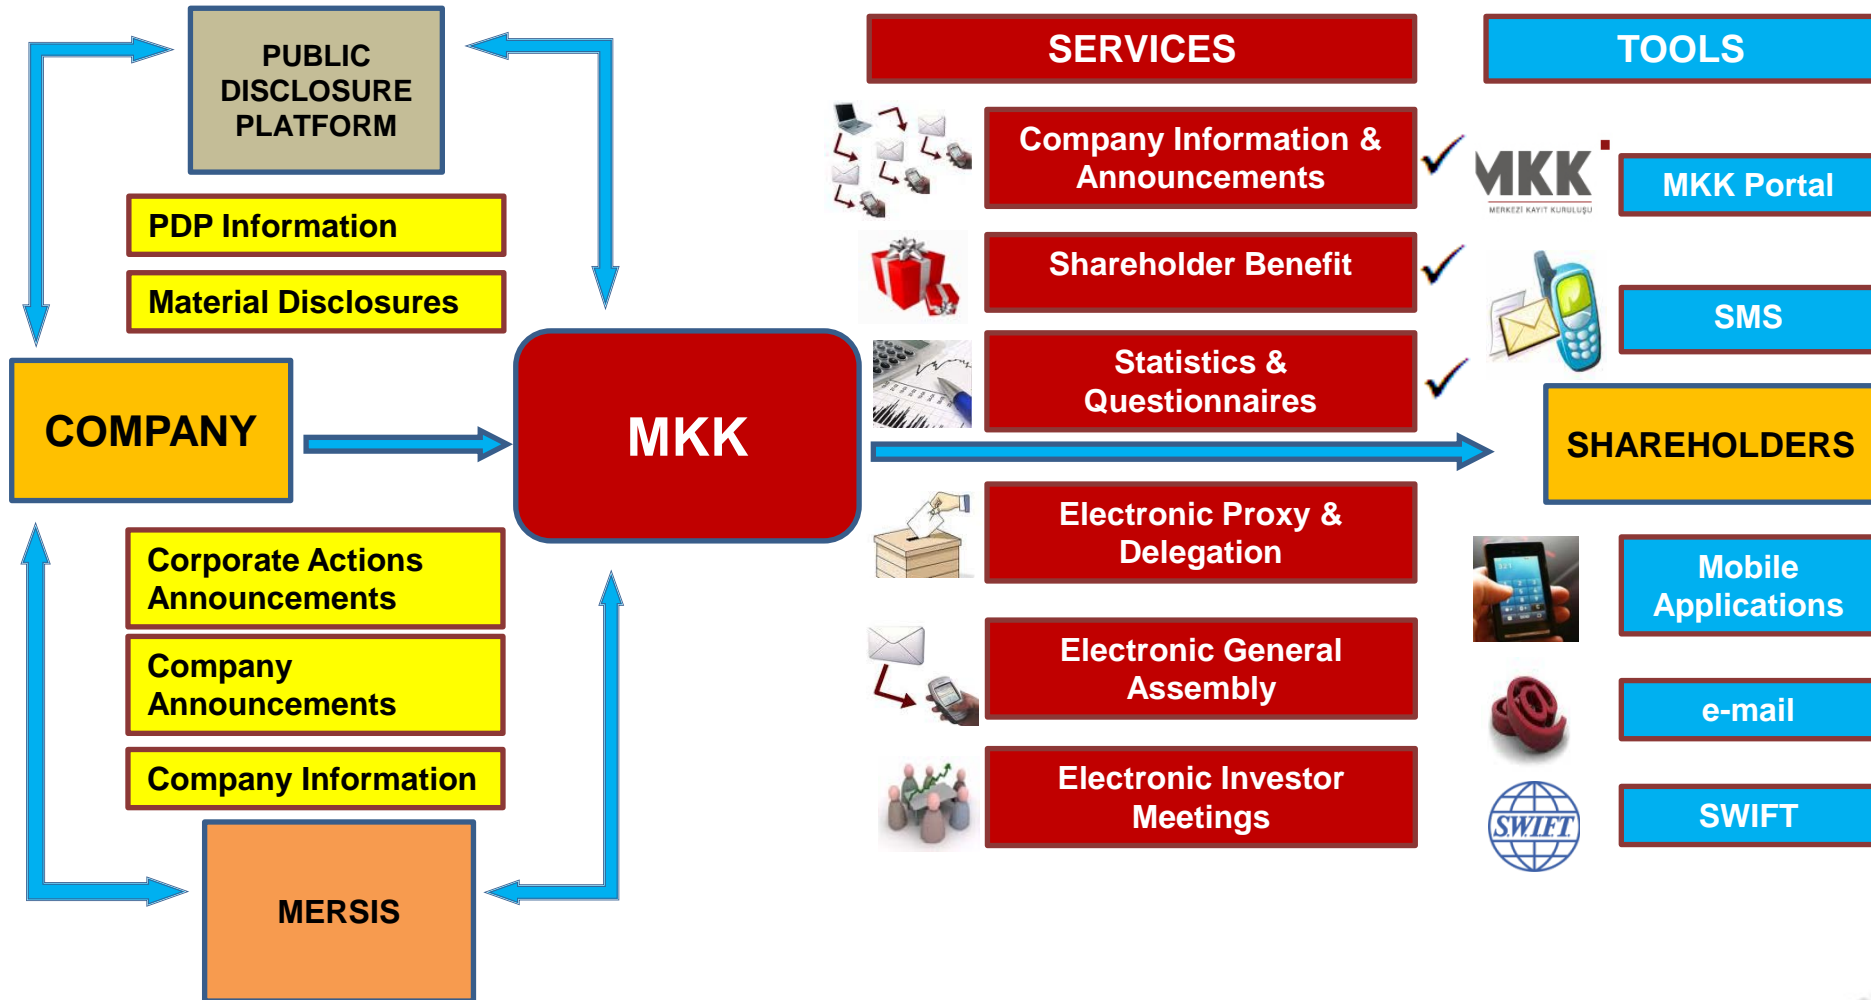 PUBLIC
DISCLOSURE
PLATFORM
PDP Information
Material Disclosures
COMPANY
MKK
Corporate Actions
Announcements
Company
Announcements
Company Information
MERSIS
SERVICES
Company Information &
Announcements
Shareholder Benefit
Statistics &
Questionnaires
Electronic Proxy &
Delegation
Electronic General
Assembly
Electronic Investor
Meetings
TOOLS
MKK
MERKEZİ KAYIT KURULUŞU
MKK Portal
SMS
SHAREHOLDERS
Mobile
Applications
e-mail
S.W.I.F.T.
SWIFT